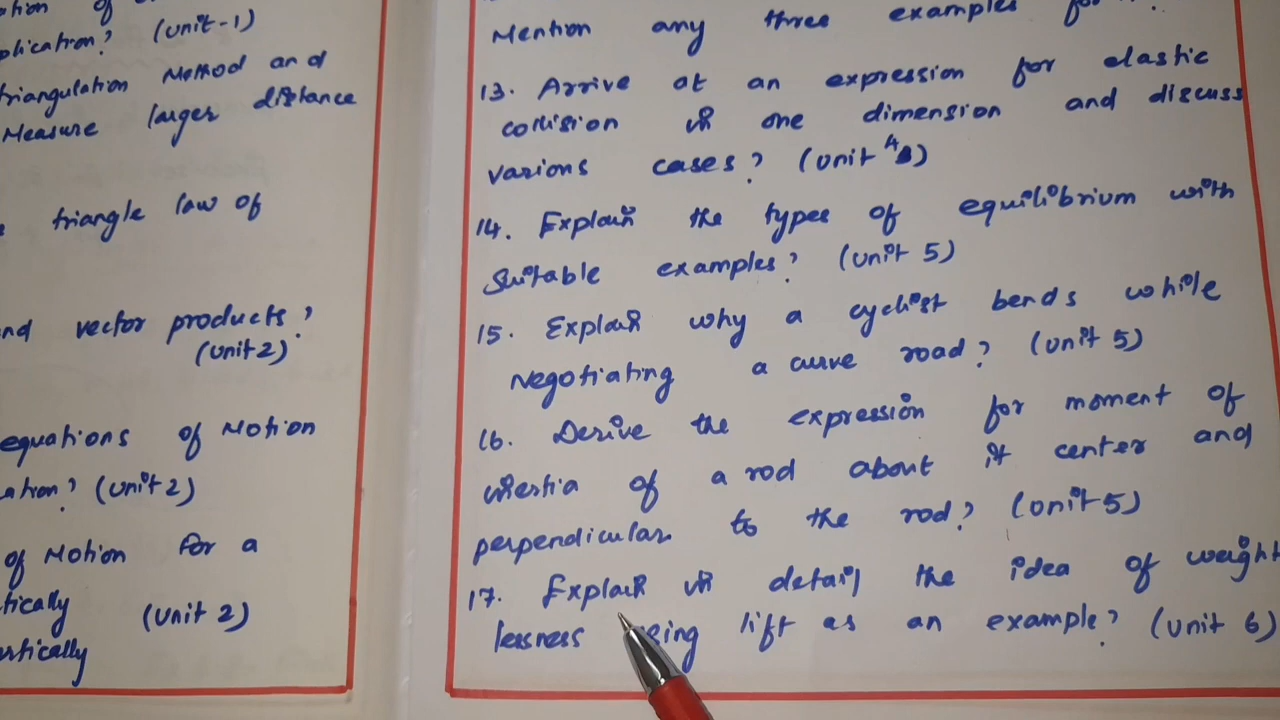 plication? (unit-1)
triangulation Method and
Measure larger distance
triangle law of
nd vector products?
(unit 2)
equations of Motion
ation? (unit 2)
of Motion for a
tically (unit 2)
rtically
Mention any three examples for
13. Arrive at an expression for elastic
collision in one dimension and discuss
various cases? (unit 4)
14. Explain the types of equilibrium with
Suitable examples? (unit 5)
15. Explain why a cyclist bends while
Negotiating a curve road? (unit 5)
16. Derive the expression for moment of
inertia of a rod about it center and
perpendicular to the rod? (unit 5)
17. Explain in detail the idea of weight
lessness lift as an example? (unit 6)